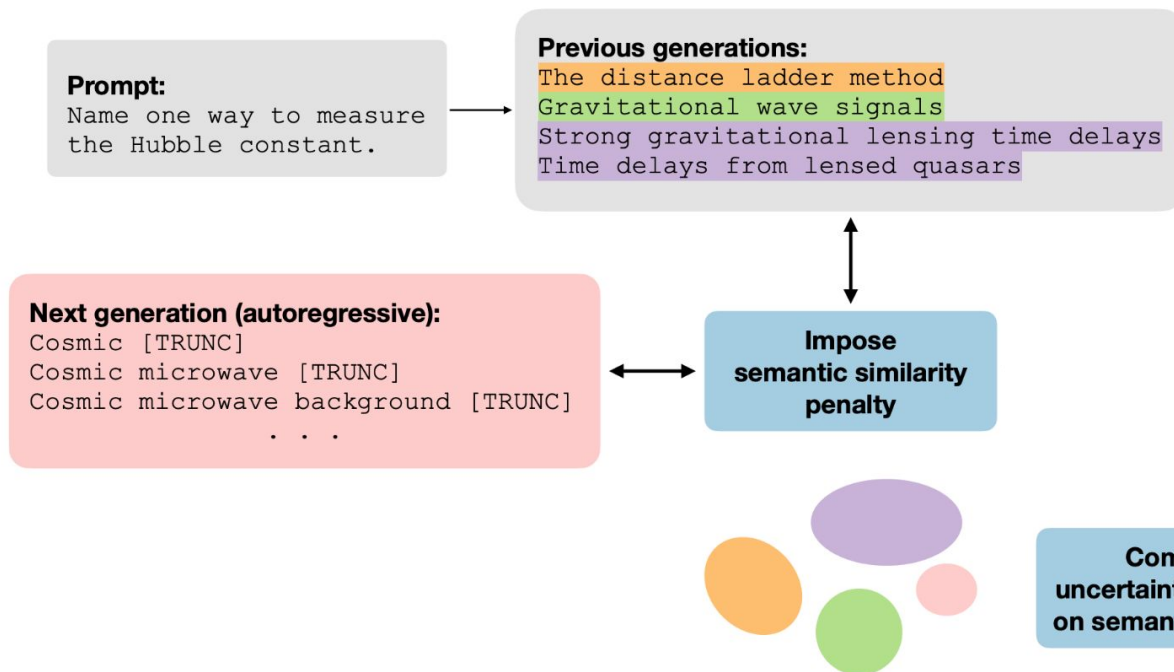 Prompt:
Name one way to measure
the Hubble constant.
Previous generations:
The distance ladder method
Gravitational wave signals
Strong gravitational lensing time delays
Time delays from lensed quasars
Next generation (autoregressive):
Cosmic [TRUNC]
Cosmic microwave [TRUNC]
Cosmic microwave background [TRUNC]
. . .
Impose
semantic similarity
penalty
on seman